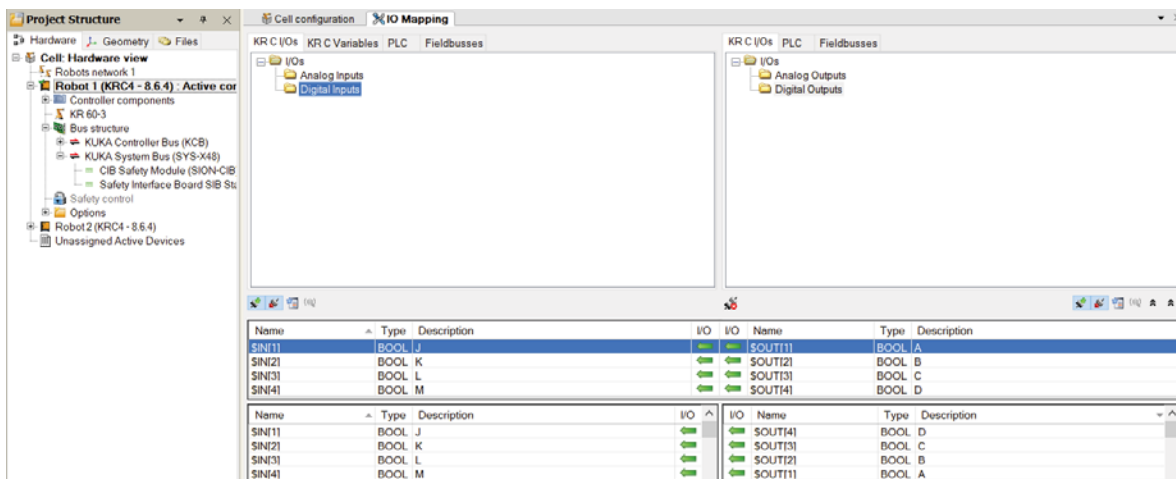 Project Structure
Hardware Geometry Files
Cell: Hardware view
Robots network 1
Robot 1 (KRC4 - 8.6.4) : Active cor
Controller components
KR 60-3
Bus structure
KUKA Controller Bus (KCB)
KUKA System Bus (SYS-X48)
CIB Safety Module (SION-CIB
Safety Interface Board SIB Sta
Safety control
Options
Robot 2 (KRC4 - 8.6.4)
Unassigned Active Devices
Cell configuration IO Mapping
KR C I/Os KR C Variables PLC Fieldbusses
I/Os
Analog Inputs
Digital Inputs
KR C I/Os PLC Fieldbusses
I/Os
Analog Outputs
Digital Outputs
Name Type Description I/O I/O Name Type Description
$IN[1] BOOL J $OUT[1] BOOL A
$IN[2] BOOL K $OUT[2] BOOL B
$IN[3] BOOL L $OUT[3] BOOL C
$IN[4] BOOL M $OUT[4] BOOL D
Name Type Description I/O I/O Name Type Description
$IN[1] BOOL J $OUT[4] BOOL D
$IN[2] BOOL K $OUT[3] BOOL C
$IN[3] BOOL L $OUT[2] BOOL B
$IN[4] BOOL M $OUT[1] BOOL A